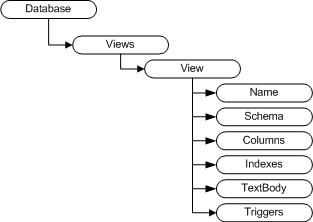 Database
Views
View
Name
Schema
Columns
Indexes
TextBody
Triggers